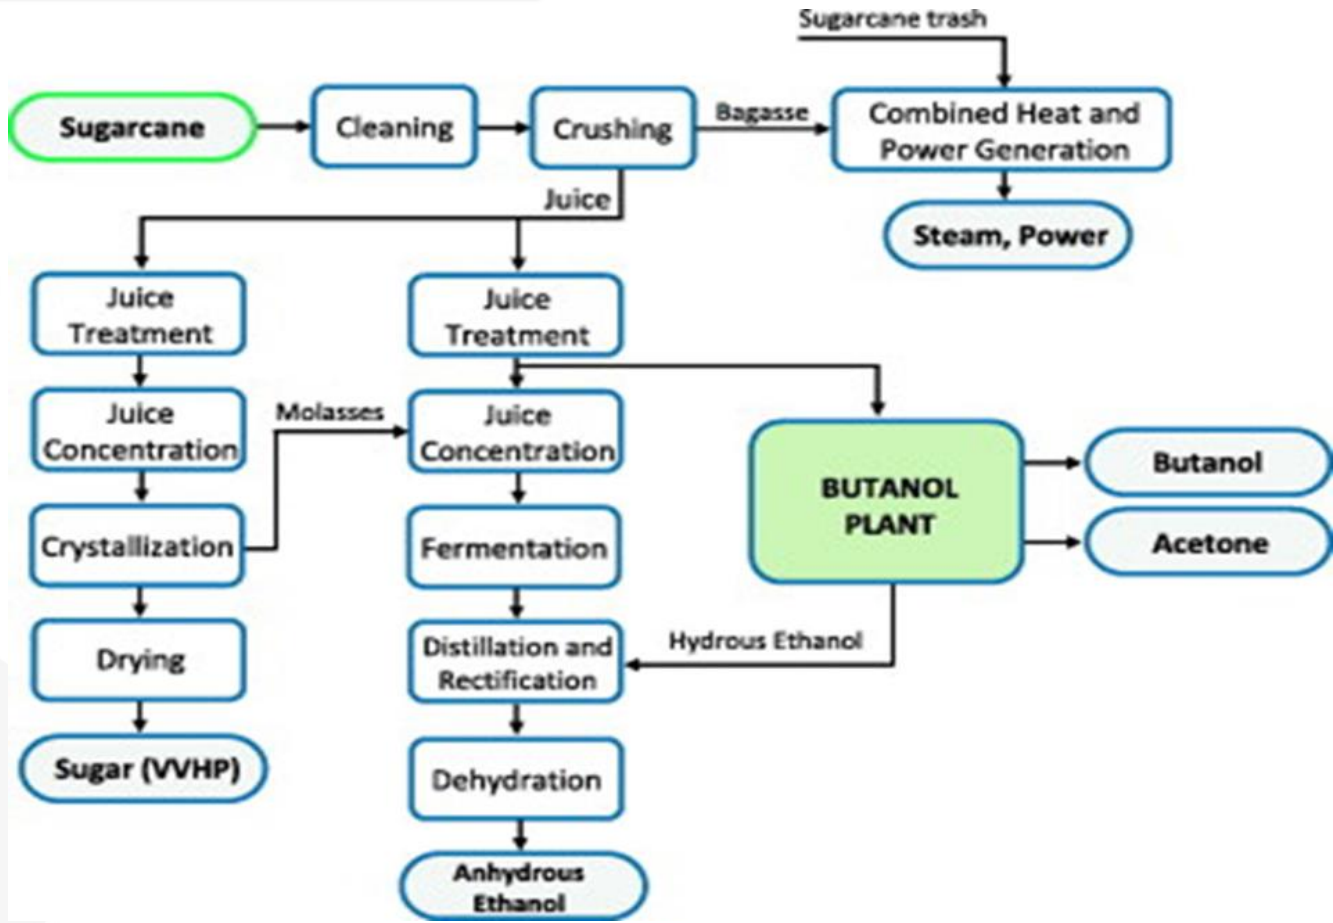 Sugarcane trash
Sugarcane
Cleaning
Crushing
Bagasse
Combined Heat and
Power Generation
Juice
Steam, Power
Juice
Treatment
Juice
Treatment
Juice
Concentration
Molasses
Juice
Concentration
BUTANOL
PLANT
Butanol
Acetone
Crystallization
Fermentation
Drying
Distillation and
Rectification
Hydrous Ethanol
Sugar (VVHP)
Dehydration
Anhydrous
Ethanol